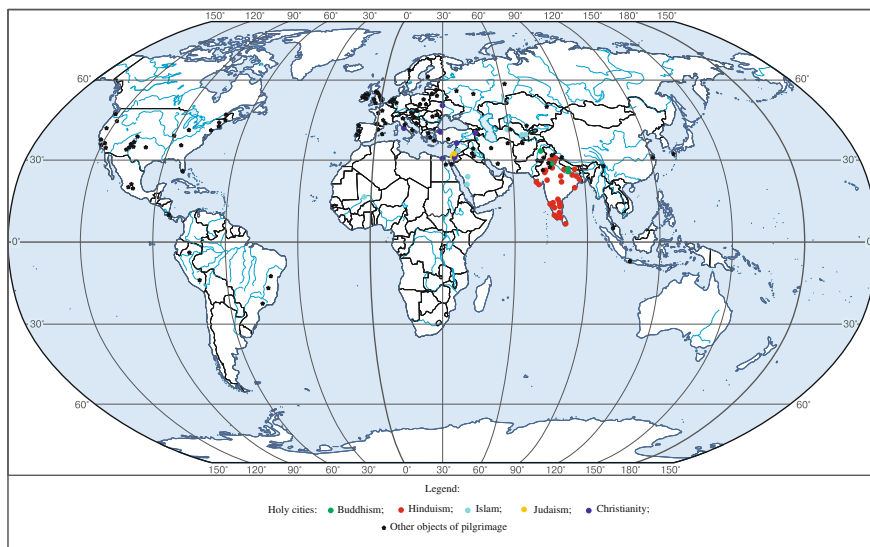 150˚ 120˚ 90˚ 60˚ 30˚ 0˚ 30˚ 60˚ 90˚ 120˚ 150˚ 180˚ 150˚
60˚ 60˚
30˚ 30˚
0˚ 0˚
30˚ 30˚
60˚ 60˚
150˚ 120˚ 90˚ 60˚ 30˚ 0˚ 30˚ 60˚ 90˚ 120˚ 150˚ 180˚ 150˚
Legend:
Holy cities: Buddhism; Hinduism; Islam; Judaism; Christianity;
Other objects of pilgrimage